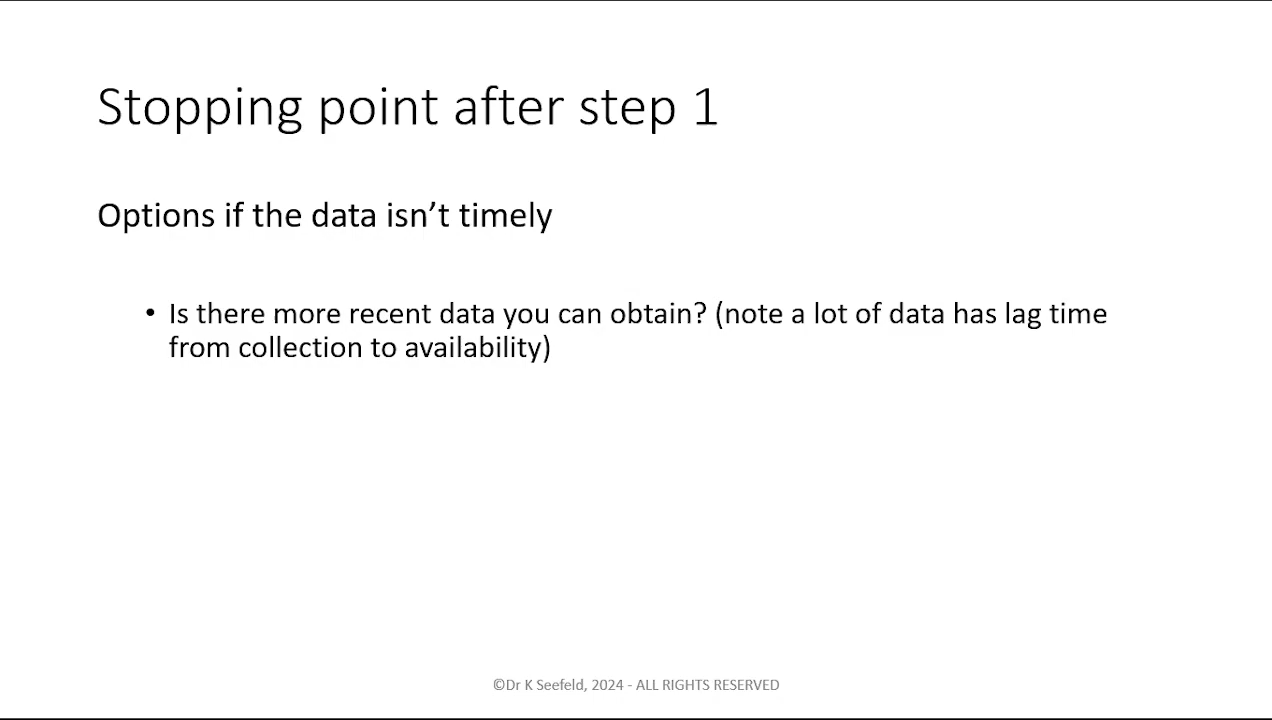 Stopping point after step 1
Options if the data isn’t timely
• Is there more recent data you can obtain? (note a lot of data has lag time
from collection to availability)
©Dr K Seefeld, 2024 - ALL RIGHTS RESERVED